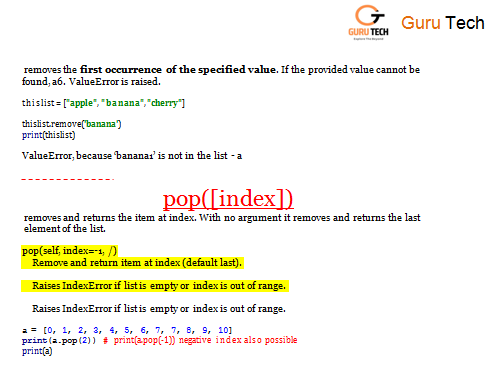 GURU TECH
Explore The Beyond
Guru Tech
removes the first occurrence of the specified value. If the provided value cannot be
found, a6. ValueError is raised.
thislist = ["apple", "banana", "cherry"]
thislist.remove('banana')
print(thislist)
ValueError, because 'banana1' is not in the list - a
_ _ _ _ _ _ _ _ _ _ _ _ _ .
pop([index])
removes and returns the item at index. With no argument it removes and returns the last
element of the list.
pop(self, index=-1, /)
Remove and return item at index (default last).
Raises IndexError if list is empty or index is out of range.
Raises IndexError if list is empty or index is out of range.
a = [0, 1, 2, 3, 4, 5, 6, 7, 7, 8, 9, 10]
print(a.pop(2)) # print(a.pop(-1)) negative index also possible
print(a)